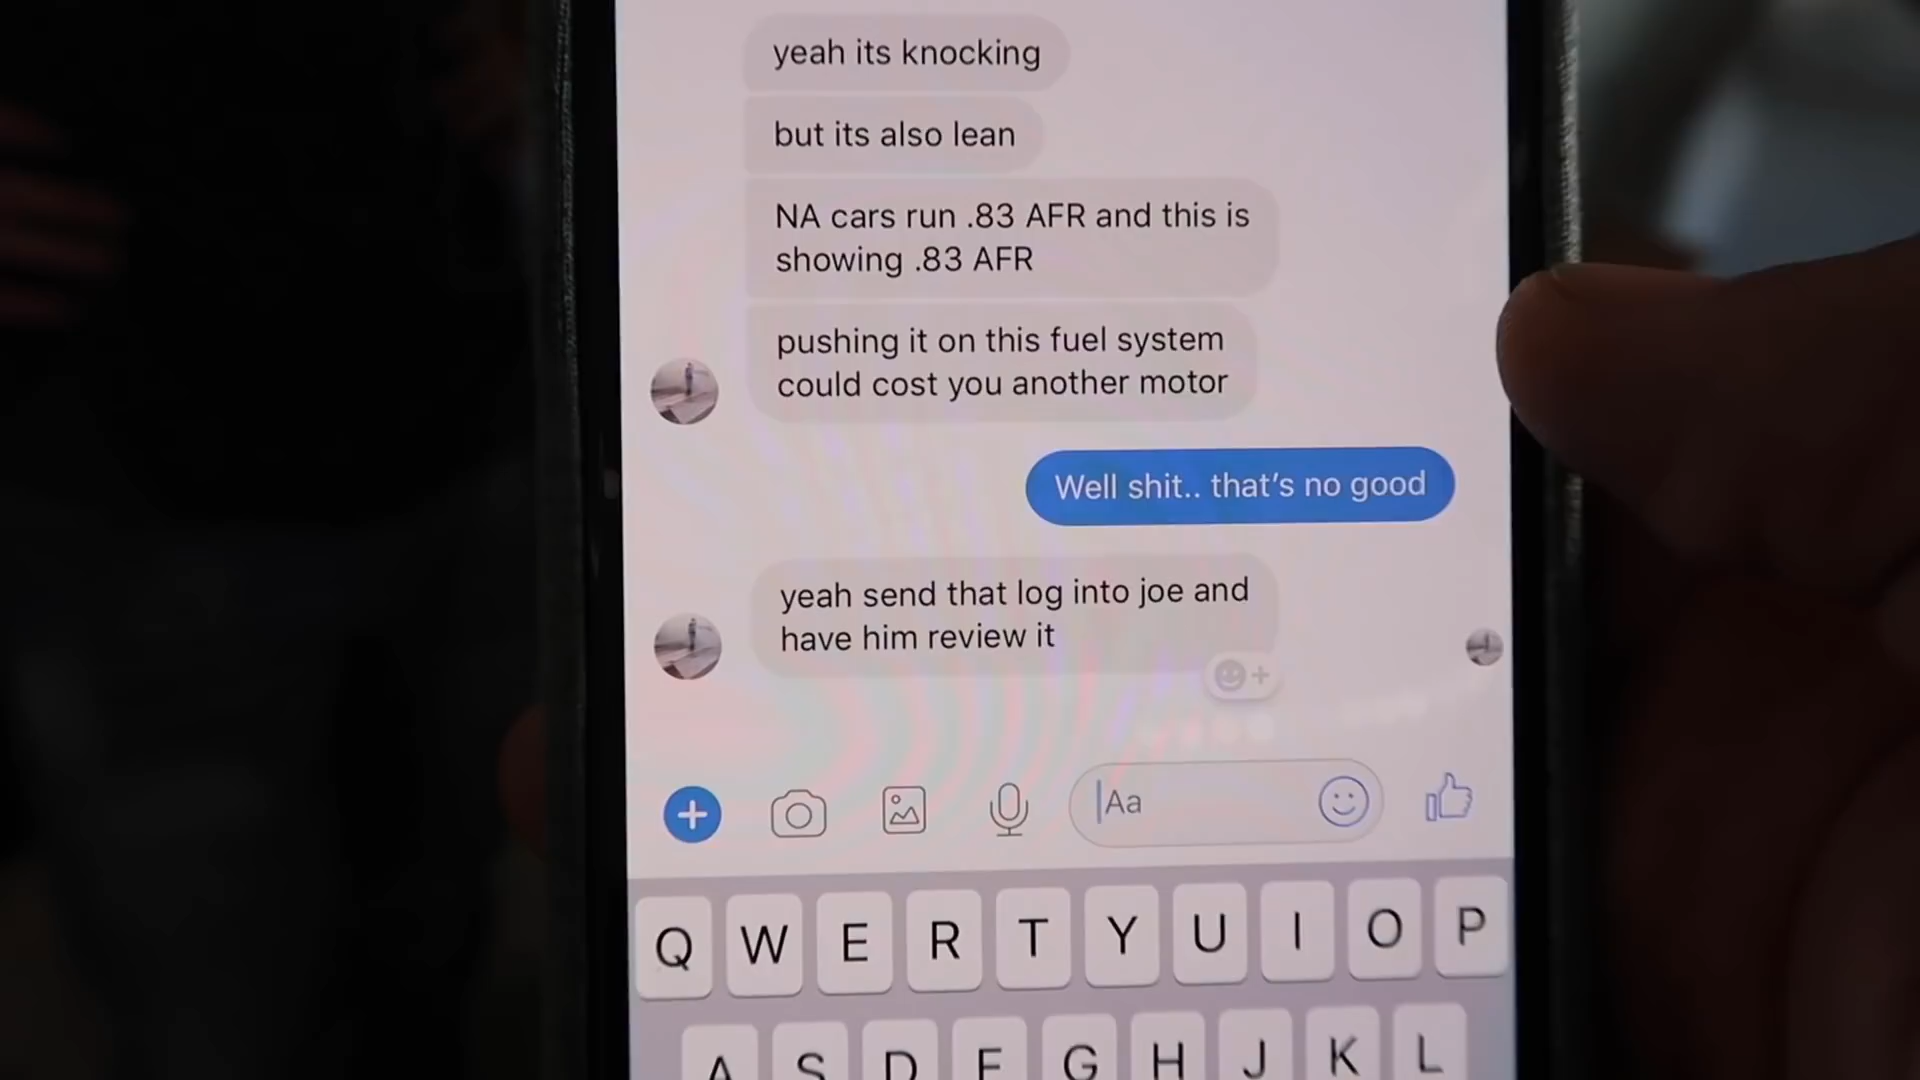 yeah its knocking
but its also lean
NA cars run .83 AFR and this is
showing .83 AFR
pushing it on this fuel system
could cost you another motor
Well shit.. that's no good
yeah send that log into joe and
have him review it
Aa
Q W E R T Y U I O P
A S D F G H J K L